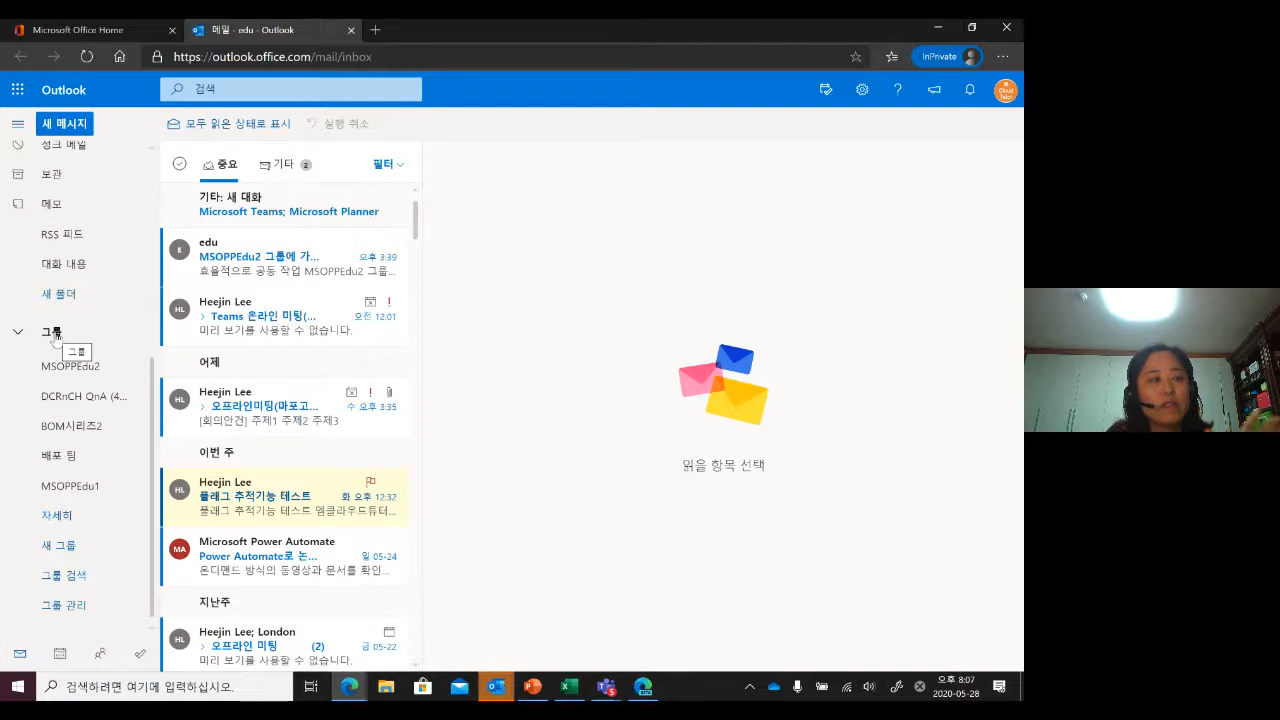 Microsoft Office Home
메일 - edu - Outlook
https://outlook.office.com/mail/inbox
InPrivate
Outlook
검색
Cloud
Tutor
새 메시지
모두 읽은 상태로 표시
실행 취소
정크 메일
보관
메모
RSS 피드
대화 내용
새 폴더
그룹
그룹
MSOPPEdu2
DCRnCH QnA (4...
BOM시리즈2
배포 팀
MSOPPEdu1
자세히
새 그룹
그룹 검색
그룹 관리
중요
기타 2
필터
기타: 새 대화
Microsoft Teams; Microsoft Planner
E
edu
MSOPPEdu2 그룹에 가... 오후 3:39
효율적으로 공동 작업 MSOPPEdu2 그룹...
HL
Heejin Lee
Teams 온라인 미팅(... 오전 12:01
미리 보기를 사용할 수 없습니다.
어제
HL
Heejin Lee
오프라인미팅(마포고... 수 오후 3:35
[회의안건] 주제1 주제2 주제3
이번 주
HL
Heejin Lee
플래그 추적기능 테스트 화 오후 12:32
플래그 추적기능 테스트 엠클라우드튜터...
MA
Microsoft Power Automate
Power Automate로 논... 일 05-24
온디맨드 방식의 동영상과 문서를 확인...
지난주
HL
Heejin Lee; London
오프라인 미팅 (2) 금 05-22
미리 보기를 사용할 수 없습니다.
읽을 항목 선택
검색하려면 여기에 입력하십시오.
오후 8:07
2020-05-28